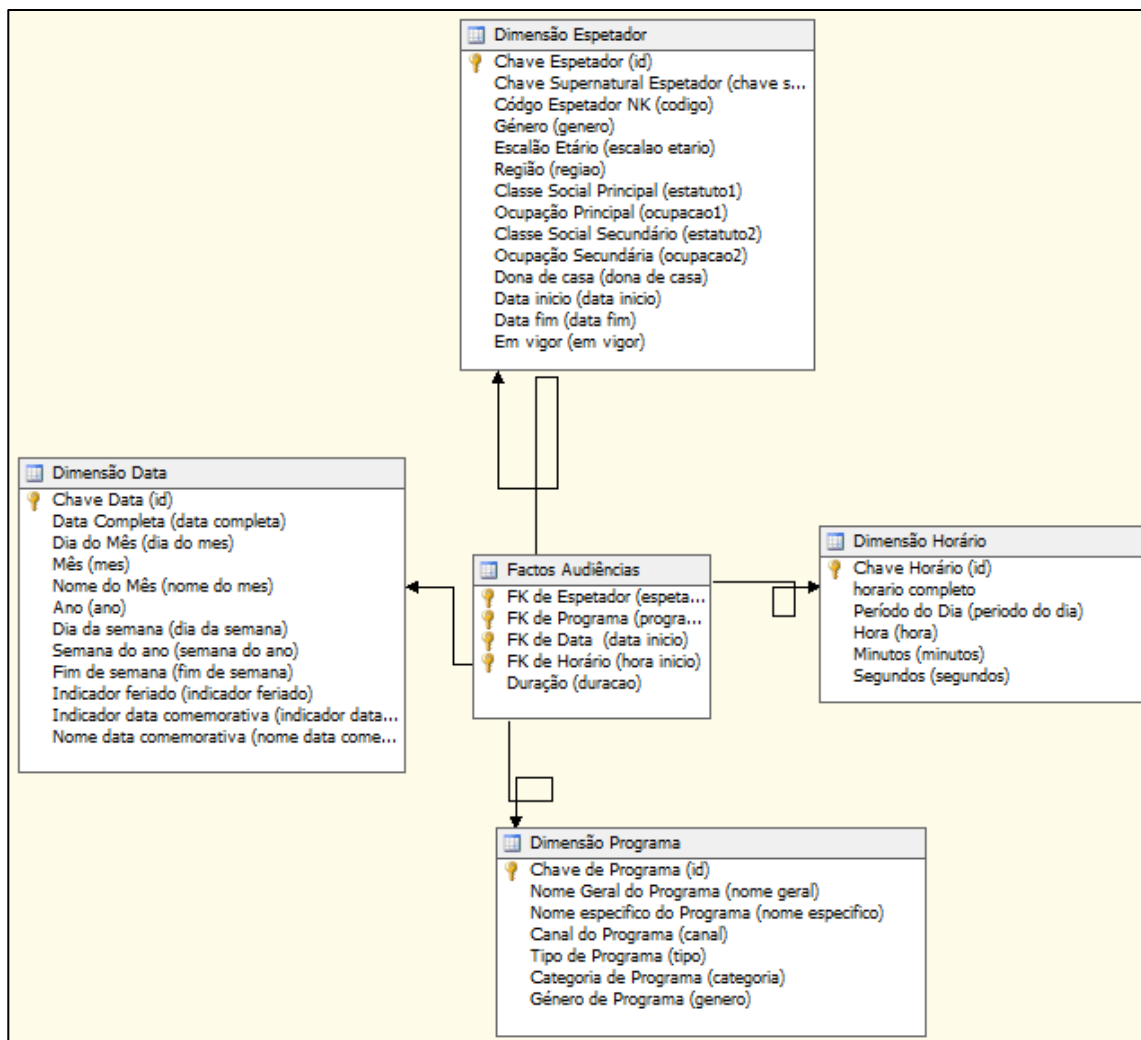 Dimensão Espetador
Chave Espetador (id)
Chave Supernatural Espetador (chave s...
Códgo Espetador NK (codigo)
Género (genero)
Escalão Etário (escalao etario)
Região (regiao)
Classe Social Principal (estatuto1)
Ocupação Principal (ocupacao1)
Classe Social Secundário (estatuto2)
Ocupação Secundária (ocupacao2)
Dona de casa (dona de casa)
Data inicio (data inicio)
Data fim (data fim)
Em vigor (em vigor)
Dimensão Data
Chave Data (id)
Data Completa (data completa)
Dia do Mês (dia do mes)
Mês (mes)
Nome do Mês (nome do mes)
Ano (ano)
Dia da semana (dia da semana)
Semana do ano (semana do ano)
Fim de semana (fim de semana)
Indicador feriado (indicador feriado)
Indicador data comemorativa (indicador data...
Nome data comemorativa (nome data come...
Factos Audiências
FK de Espetador (espeta...
FK de Programa (progra...
FK de Data (data inicio)
FK de Horário (hora inicio)
Duração (duracao)
Dimensão Horário
Chave Horário (id)
horario completo
Período do Dia (periodo do dia)
Hora (hora)
Minutos (minutos)
Segundos (segundos)
Dimensão Programa
Chave de Programa (id)
Nome Geral do Programa (nome geral)
Nome especifico do Programa (nome especifico)
Canal do Programa (canal)
Tipo de Programa (tipo)
Categoria de Programa (categoria)
Género de Programa (genero)